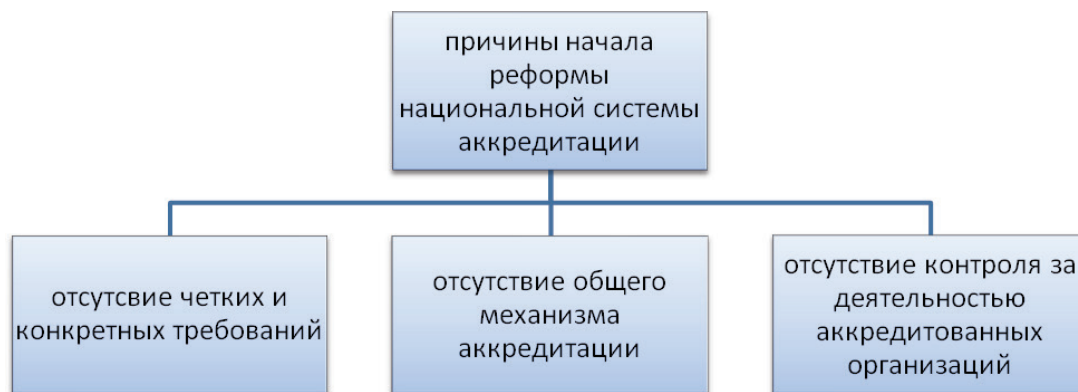 причины начала
реформы
национальной системы
аккредитации
отсутсвие четких и
конкретных требований
отсутствие общего
механизма
аккредитации
отсутствие контроля за
деятельностью
аккредитованных
организаций